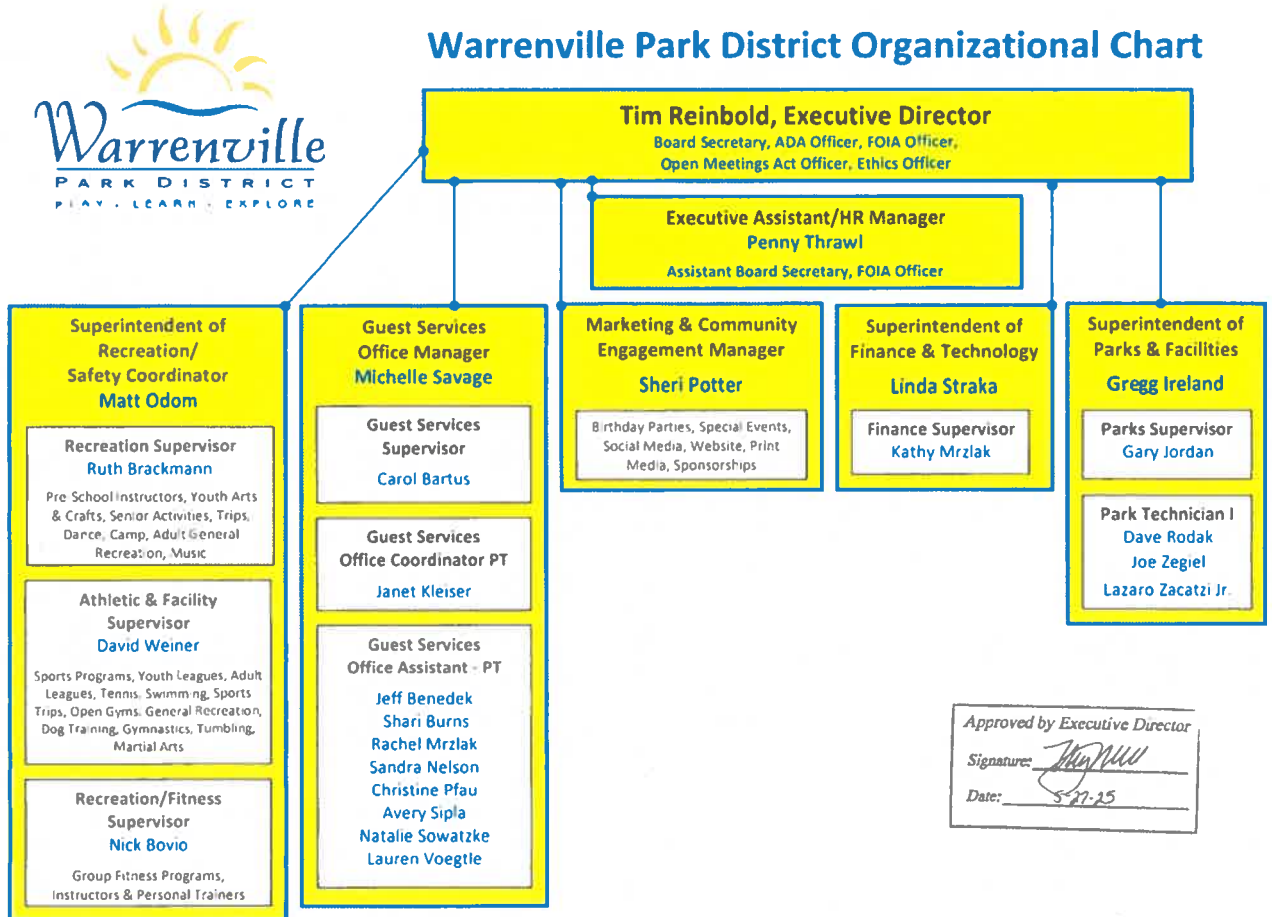 Warrenville Park District Organizational Chart
Warrenville
PARK DISTRICT
PLAY . LEARN . EXPLORE
Tim Reinbold, Executive Director
Board Secretary, ADA Officer, FOIA Officer,
Open Meetings Act Officer, Ethics Officer
Executive Assistant/HR Manager
Penny Thrawl
Assistant Board Secretary, FOIA Officer
Superintendent of
Recreation/
Safety Coordinator
Matt Odom
Recreation Supervisor
Ruth Brackmann
Pre School Instructors, Youth Arts
& Crafts, Senior Activities, Trips,
Dance, Camp, Adult General
Recreation, Music
Athletic & Facility
Supervisor
David Weiner
Sports Programs, Youth Leagues, Adult
Leagues, Tennis, Swimming, Sports
Trips, Open Gyms, General Recreation,
Dog Training, Gymnastics, Tumbling,
Martial Arts
Recreation/Fitness
Supervisor
Nick Bovio
Group Fitness Programs,
Instructors & Personal Trainers
Guest Services
Office Manager
Michelle Savage
Guest Services
Supervisor
Carol Bartus
Guest Services
Office Coordinator PT
Janet Kleiser
Guest Services
Office Assistant - PT
Jeff Benedek
Shari Burns
Rachel Mrzlak
Sandra Nelson
Christine Pfau
Avery Sipla
Natalie Sowatzke
Lauren Voegtle
Marketing & Community
Engagement Manager
Sheri Potter
Birthday Parties, Special Events,
Social Media, Website, Print
Media, Sponsorships
Superintendent of
Finance & Technology
Linda Straka
Finance Supervisor
Kathy Mrzlak
Superintendent of
Parks & Facilities
Gregg Ireland
Parks Supervisor
Gary Jordan
Park Technician I
Dave Rodak
Joe Zegiel
Lazaro Zacatzi Jr.
Approved by Executive Director
Signature:
Date: 5-27-25